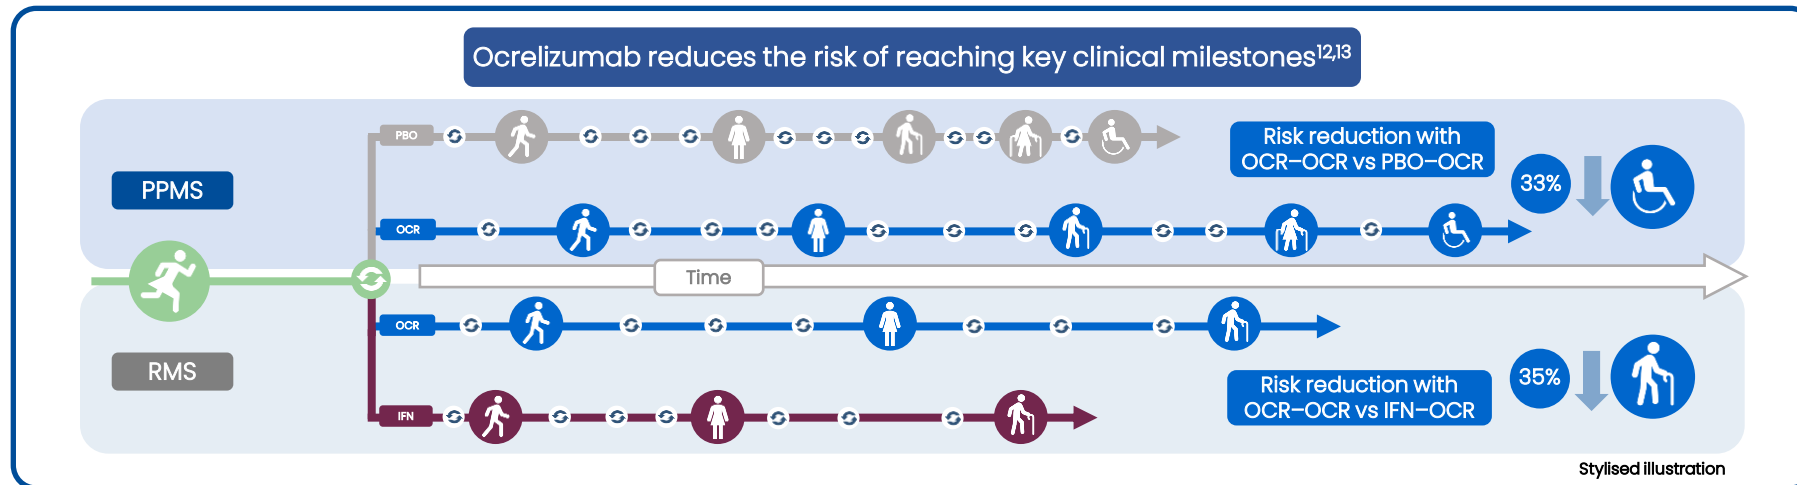 Ocrelizumab reduces the risk of reaching key clinical milestones12,13
PBO
Risk reduction with
OCR–OCR vs PBO–OCR
33%
PPMS
OCR
Time
OCR
RMS
35%
Risk reduction with
OCR–OCR vs IFN–OCR
IFN
Stylised illustration